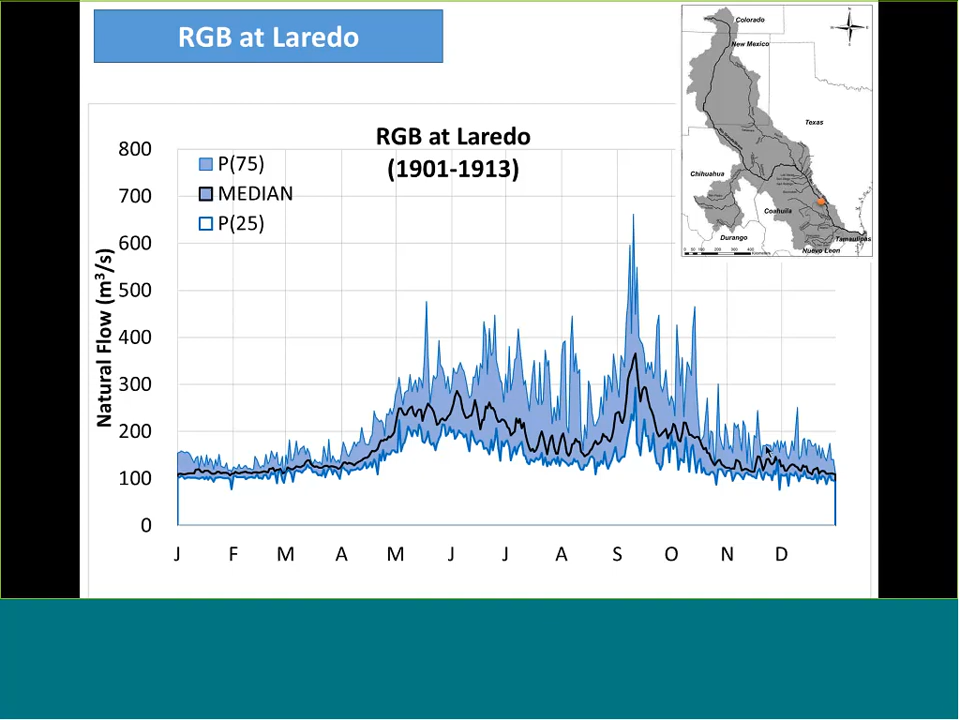 RGB at Laredo
Colorado
New Mexico
Texas
Chihuahua
Coahuila
Durango
Tamaulipas
Nuevo Leon
RGB at Laredo
(1901-1913)
P(75)
MEDIAN
P(25)
Natural Flow (m³/s)
800
700
600
500
400
300
200
100
0
J F M A M J J A S O N D